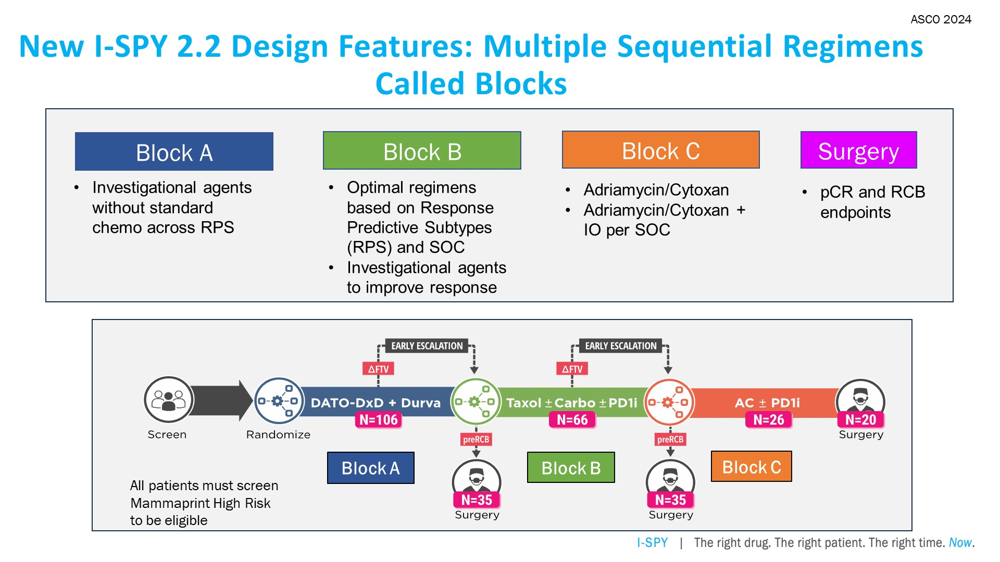 ASCO 2024
New I-SPY 2.2 Design Features: Multiple Sequential Regimens
Called Blocks
Block A
• Investigational agents
without standard
chemo across RPS
Block B
• Optimal regimens
based on Response
Predictive Subtypes
(RPS) and SOC
• Investigational agents
to improve response
Block C
• Adriamycin/Cytoxan
• Adriamycin/Cytoxan +
IO per SOC
Surgery
• pCR and RCB
endpoints
EARLY ESCALATION
EARLY ESCALATION
ΔFTV
ΔFTV
DATO-DxD + Durva
Taxol ± Carbo ± PD1i
AC ± PD1i
N=106
N=66
N=26
N=20
Screen
Randomize
Surgery
preRCB
preRCB
Block A
Block B
Block C
N=35
Surgery
N=35
Surgery
All patients must screen
Mammaprint High Risk
to be eligible
I-SPY | The right drug. The right patient. The right time. Now.